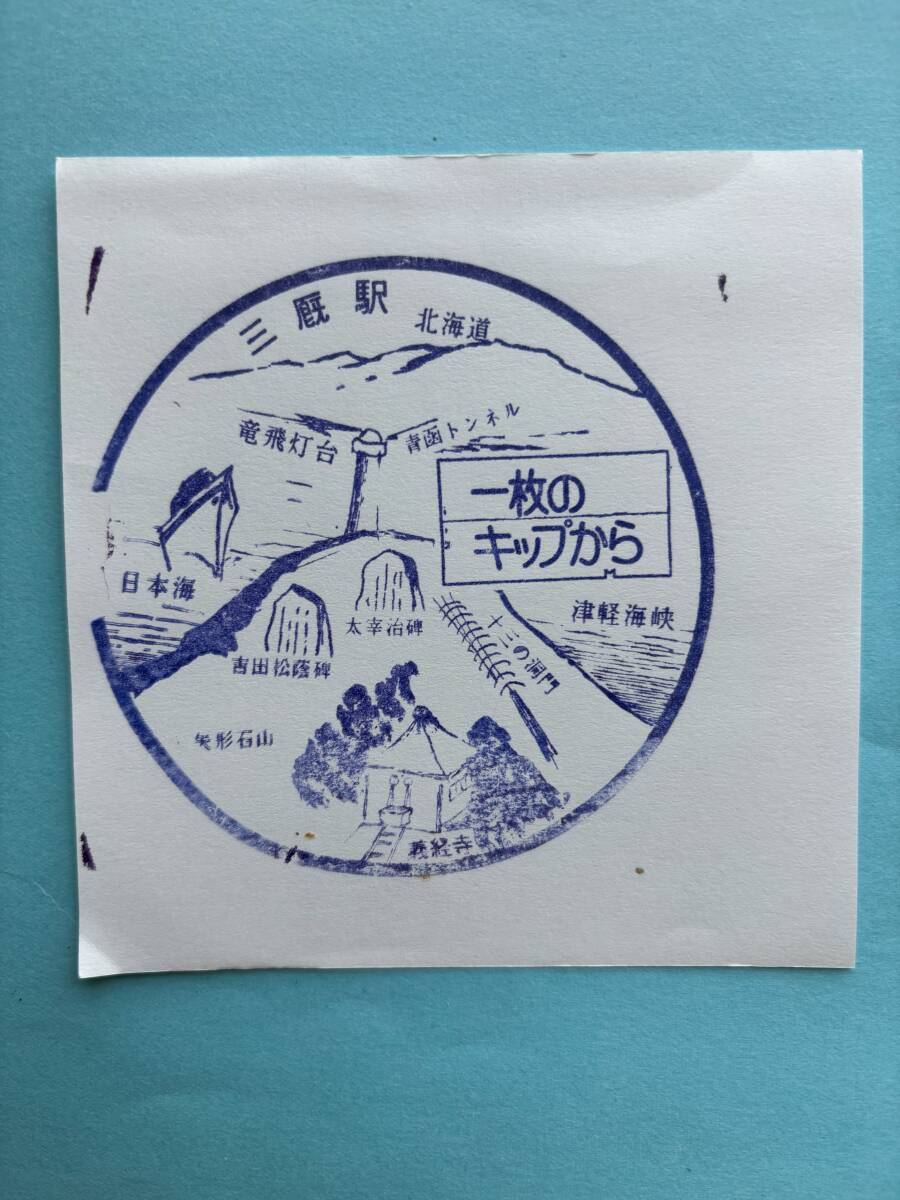 三厩駅
北海道
竜飛灯台
青函トンネル
一枚の
キップから
日本海
津軽海峡
太宰治碑
吉田松蔭碑
十三の洞門
矢形石山
義経寺